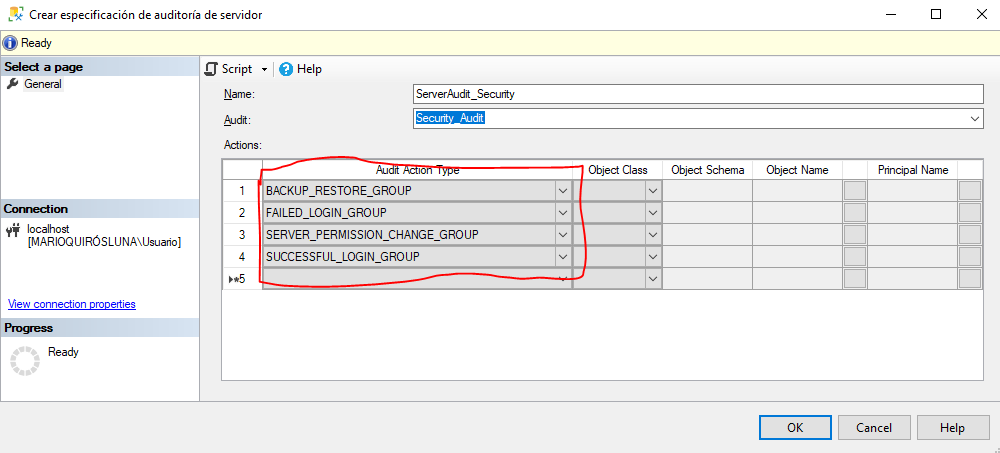 Crear especificación de auditoría de servidor
Ready
Select a page
General
Script
Help
Name:
ServerAudit_Security
Audit:
Security_Audit
Actions:
Audit Action Type Object Class Object Schema Object Name Principal Name
1 BACKUP_RESTORE_GROUP
2 FAILED_LOGIN_GROUP
3 SERVER_PERMISSION_CHANGE_GROUP
4 SUCCESSFUL_LOGIN_GROUP
5
Connection
localhost
[MARIOQUIRÓSLUNA\Usuario]
View connection properties
Progress
Ready
OK Cancel Help